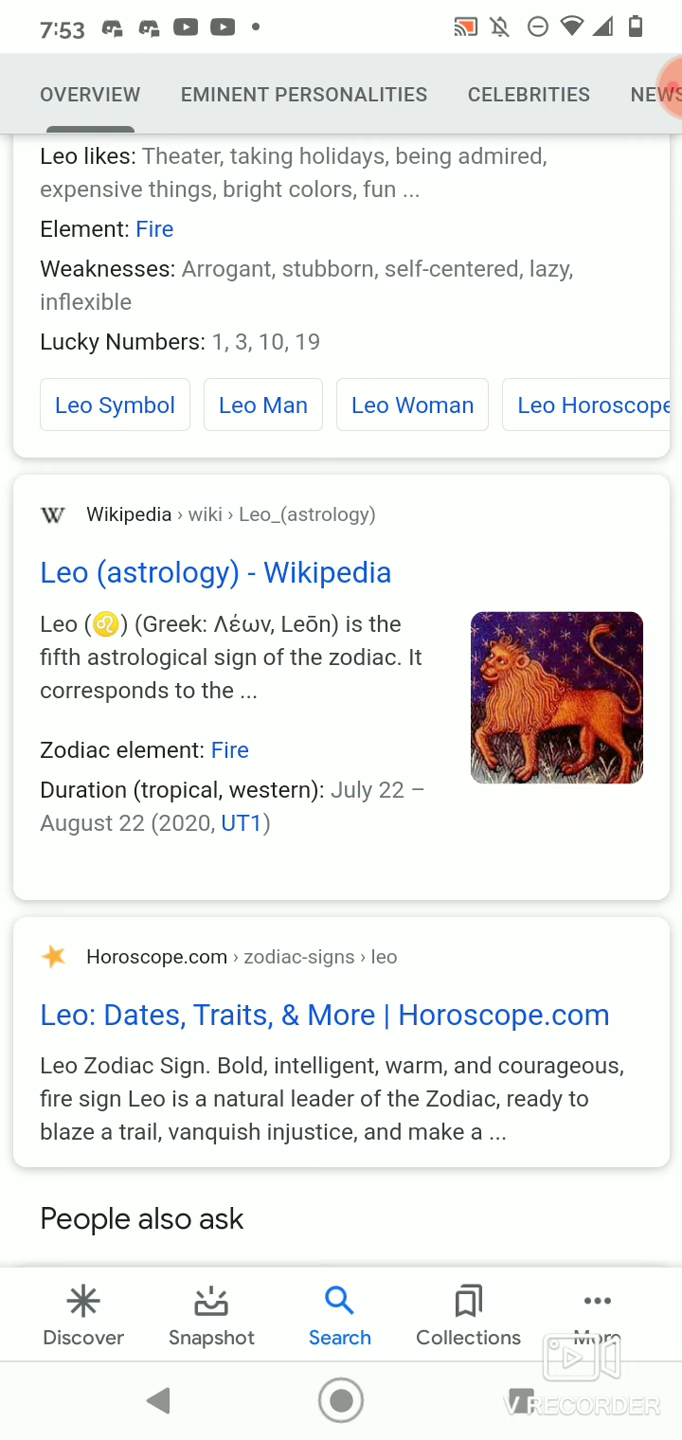 7:53
OVERVIEW EMINENT PERSONALITIES CELEBRITIES NEWS
Leo likes: Theater, taking holidays, being admired,
expensive things, bright colors, fun ...
Element: Fire
Weaknesses: Arrogant, stubborn, self-centered, lazy,
inflexible
Lucky Numbers: 1, 3, 10, 19
Leo Symbol Leo Man Leo Woman Leo Horoscope
W Wikipedia › wiki › Leo_(astrology)
Leo (astrology) - Wikipedia
Leo (♌) (Greek: Λέων, Leōn) is the
fifth astrological sign of the zodiac. It
corresponds to the ...
Zodiac element: Fire
Duration (tropical, western): July 22 –
August 22 (2020, UT1)
Horoscope.com › zodiac-signs › leo
Leo: Dates, Traits, & More | Horoscope.com
Leo Zodiac Sign. Bold, intelligent, warm, and courageous,
fire sign Leo is a natural leader of the Zodiac, ready to
blaze a trail, vanquish injustice, and make a ...
People also ask
Discover Snapshot Search Collections More
V RECORDER